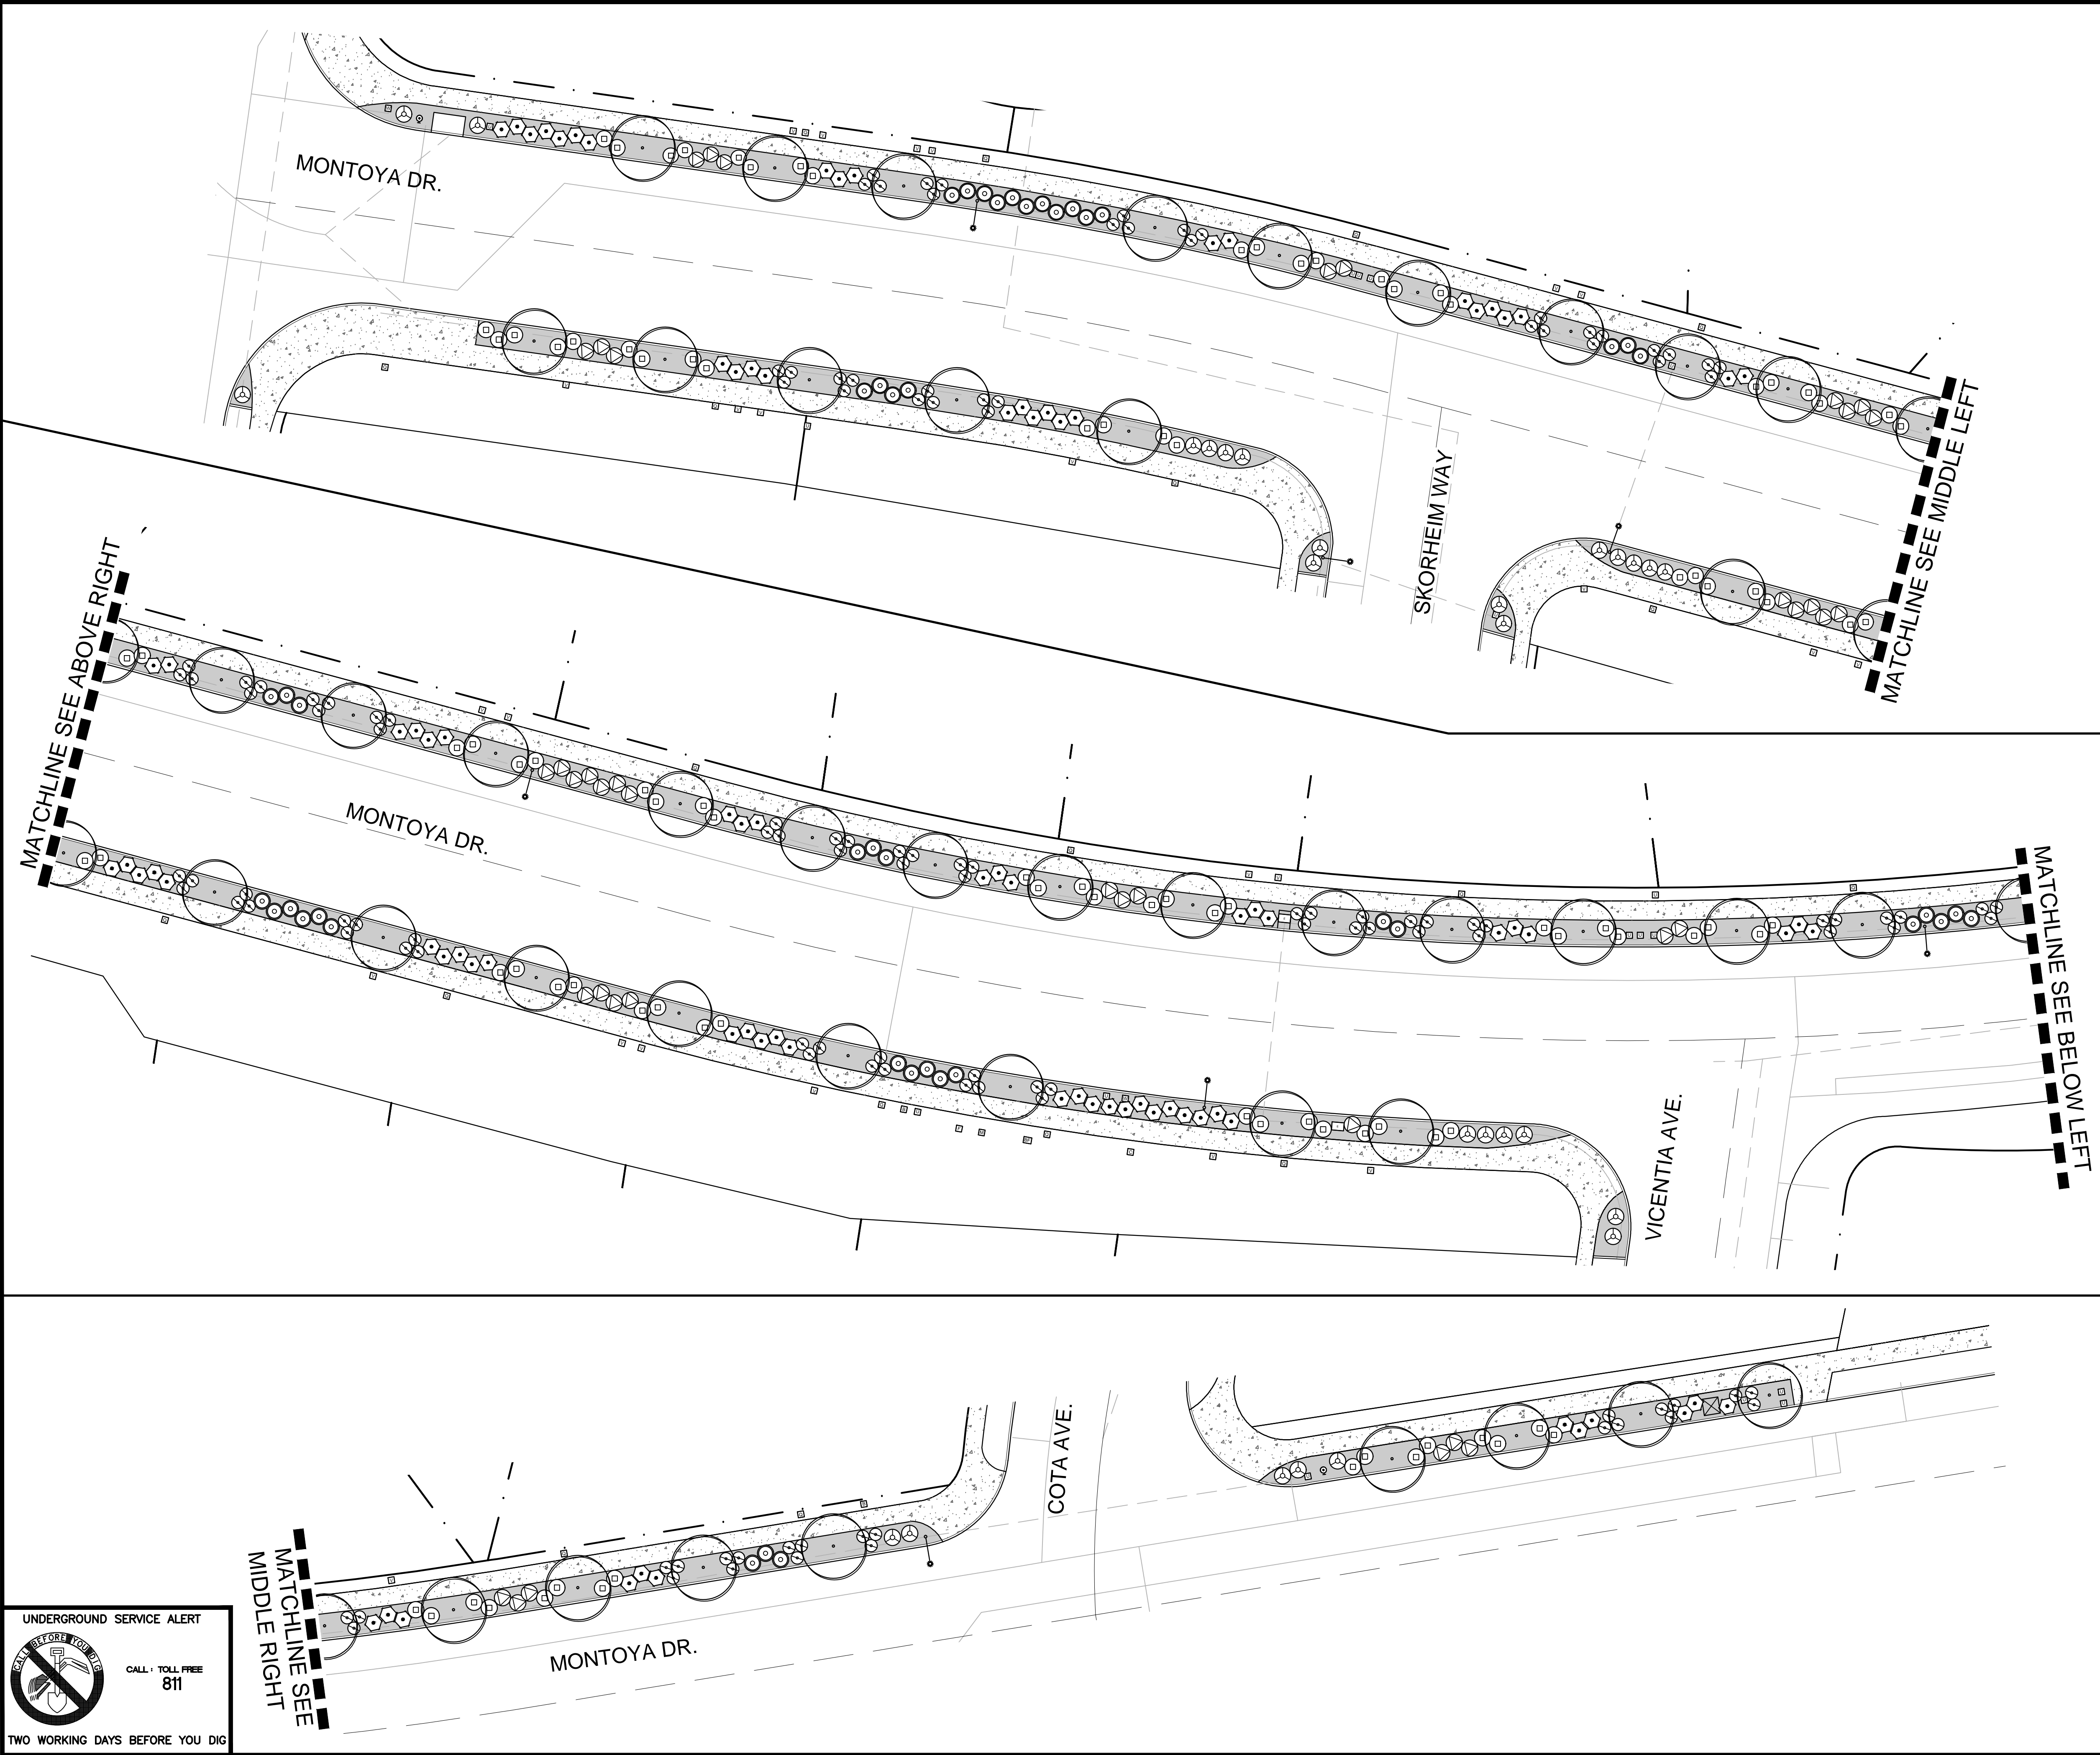 MONTOYA DR.
SKORHEIM WAY
MATCHLINE SEE MIDDLE LEFT
MATCHLINE SEE ABOVE RIGHT
MONTOYA DR.
VICENTIA AVE.
MATCHLINE SEE BELOW LEFT
COTA AVE.
MATCHLINE SEE
MIDDLE RIGHT
MONTOYA DR.
UNDERGROUND SERVICE ALERT
CALL BEFORE YOU DIG
CALL: TOLL FREE
811
TWO WORKING DAYS BEFORE YOU DIG